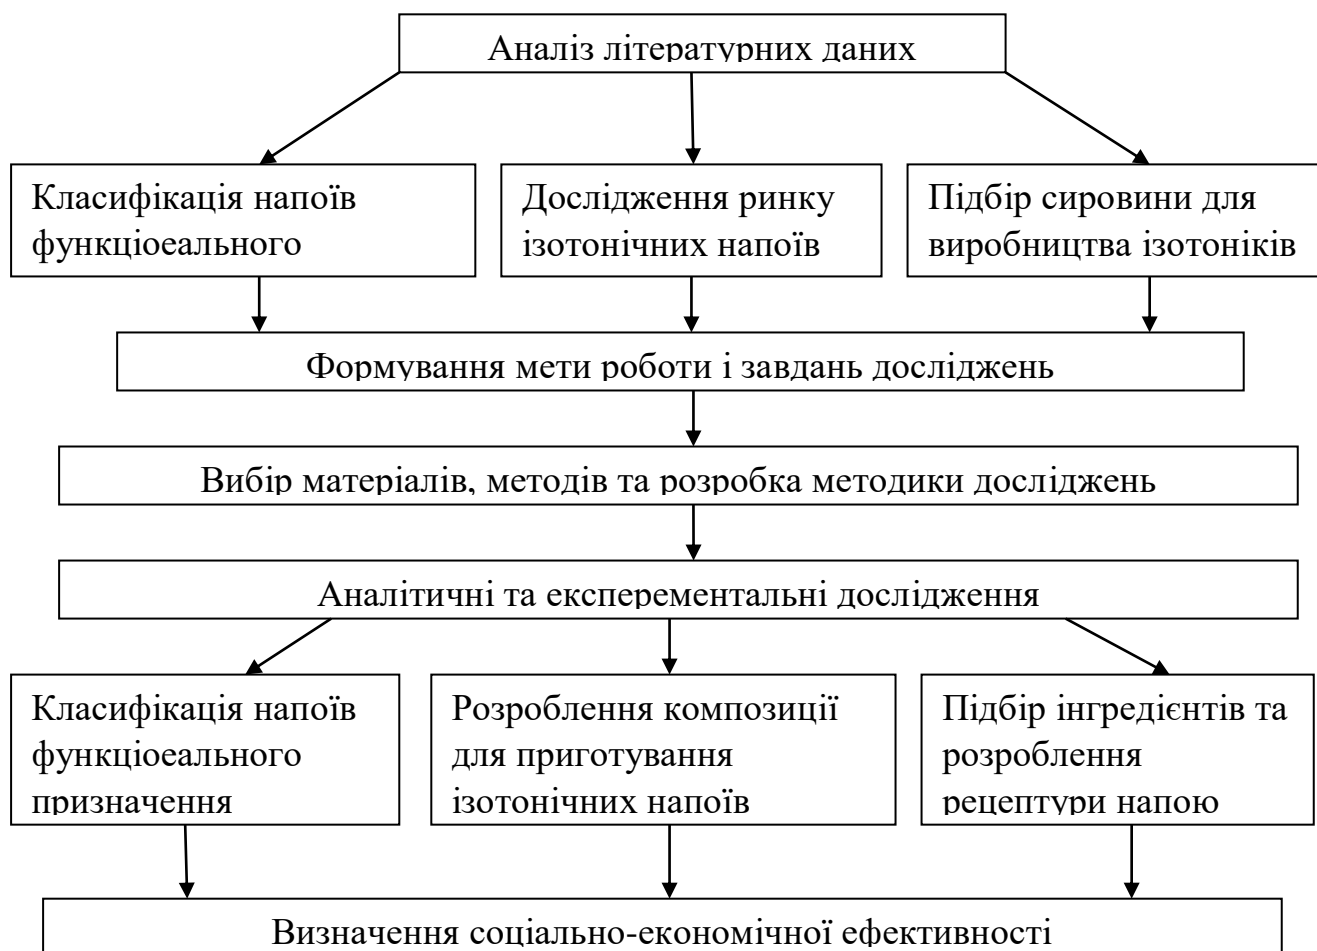 Аналіз літературних даних
Класифікація напоїв
функціоеального
Дослідження ринку
ізотонічних напоїв
Підбір сировини для
виробництва ізотоніків
Формування мети роботи і завдань досліджень
Вибір матеріалів, методів та розробка методики досліджень
Аналітичні та експерементальні дослідження
Класифікація напоїв
функціоеального
призначення
Розроблення композиції
для приготування
ізотонічних напоїв
Підбір інгредієнтів та
розроблення
рецептури напою
Визначення соціально-економічної ефективності